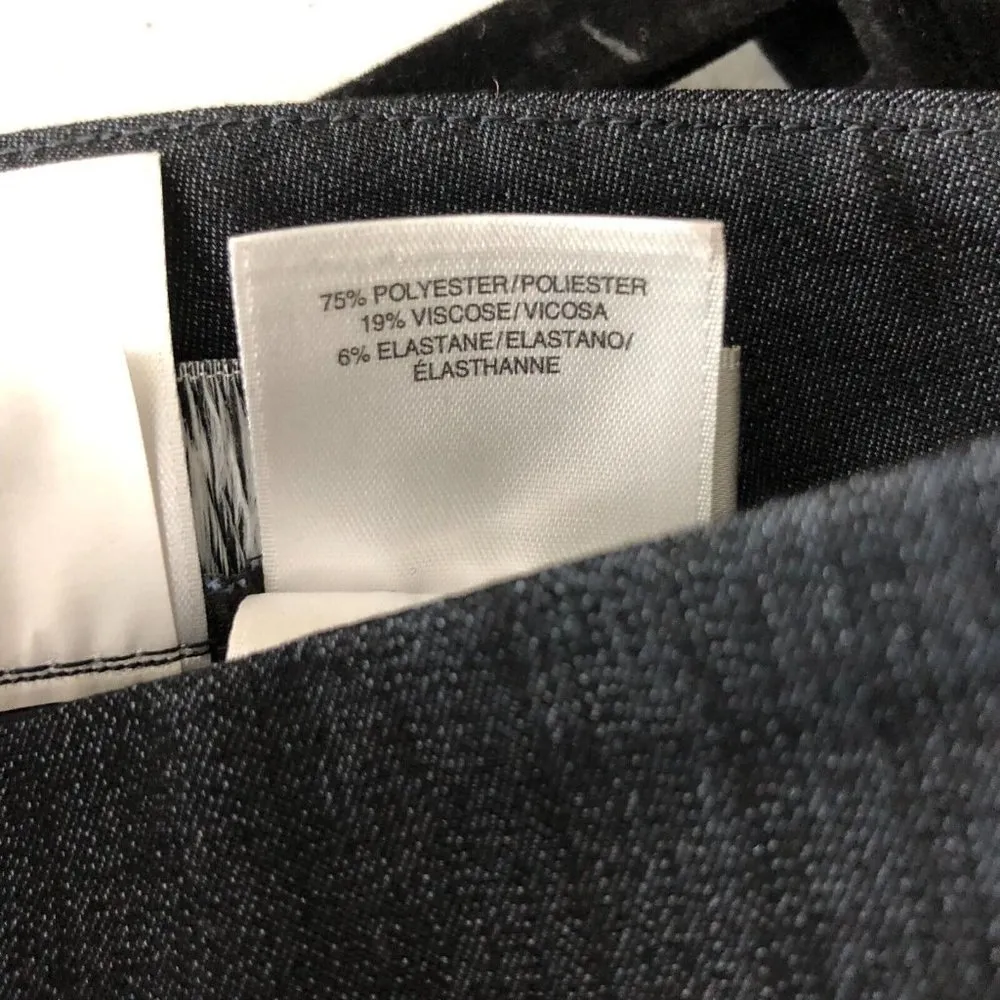 75% POLYESTER/POLIESTER
19% VISCOSE/VICOSA
6% ELASTANE/ELASTANO/
ÉLASTHANNE